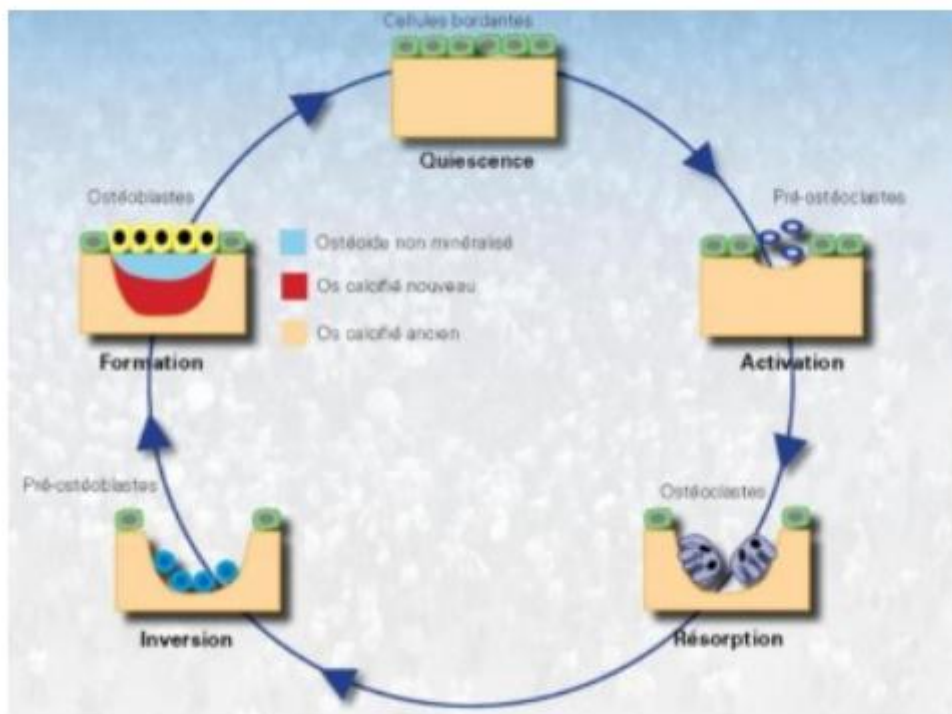 Cellules bordantes
Quiescence
Ostéoblastes
Pré-ostéoclastes
Ostéoide non minéralisé
Os calcifié nouveau
Os calcifié ancien
Formation
Activation
Pré-ostéoblastes
Ostéoclastes
Inversion
Résorption